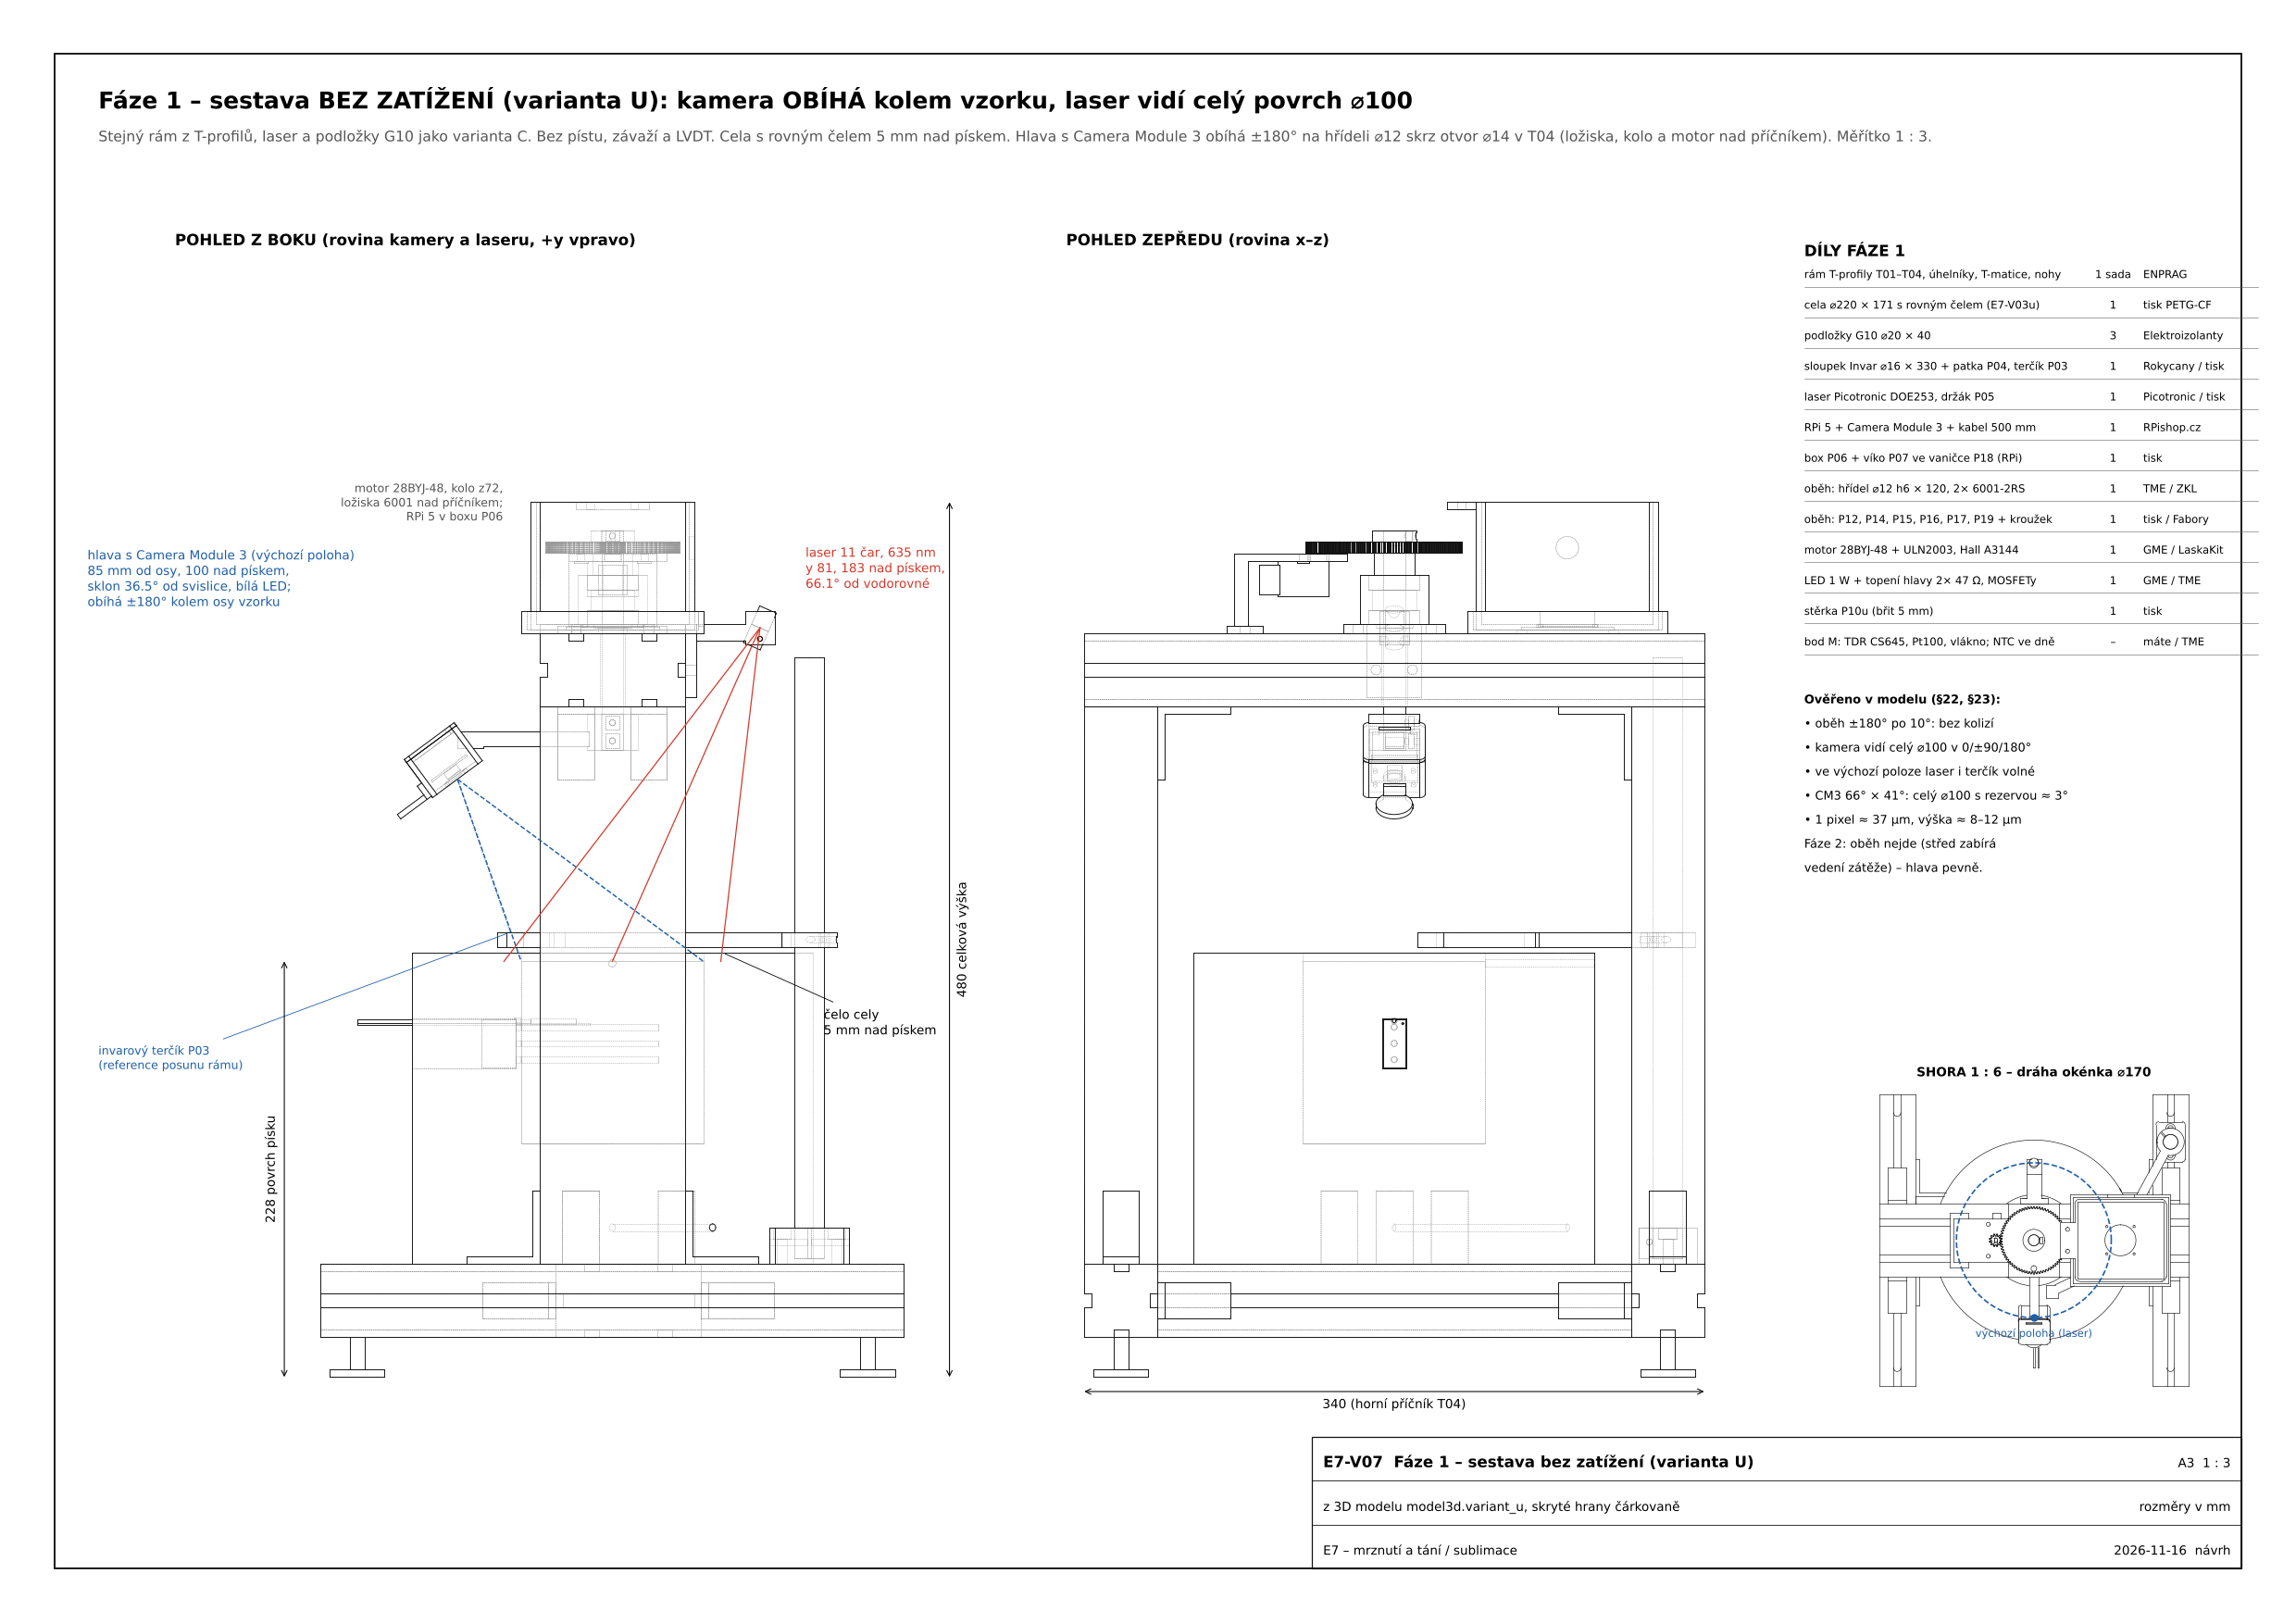 Fáze 1 – sestava BEZ ZATÍŽENÍ (varianta U): kamera OBÍHÁ kolem vzorku, laser vidí celý povrch ⌀100
Stejný rám z T-profilů, laser a podložky G10 jako varianta C. Bez pístu, závaží a LVDT. Cela s rovným čelem 5 mm nad pískem. Hlava s Camera Module 3 obíhá ±180° na hřídeli ⌀12 skrz otvor ⌀14 v T04 (ložiska, kolo a motor nad příčníkem). Měřítko 1 : 3.
POHLED Z BOKU (rovina kamery a laseru, +y vpravo)
motor 28BYJ-48, kolo z72,
ložiska 6001 nad příčníkem;
RPi 5 v boxu P06
hlava s Camera Module 3 (výchozí poloha)
85 mm od osy, 100 nad pískem,
sklon 36.5° od svislice, bílá LED;
obíhá ±180° kolem osy vzorku
laser 11 čar, 635 nm
y 81, 183 nad pískem,
66.1° od vodorovné
480 celková výška
čelo cely
5 mm nad pískem
invarový terčík P03
(reference posunu rámu)
228 povrch písku
POHLED ZEPŘEDU (rovina x–z)
340 (horní příčník T04)
DÍLY FÁZE 1
rám T-profily T01–T04, úhelníky, T-matice, nohy 1 sada ENPRAG
cela ⌀220 × 171 s rovným čelem (E7-V03u) 1 tisk PETG-CF
podložky G10 ⌀20 × 40 3 Elektroizolanty
sloupek Invar ⌀16 × 330 + patka P04, terčík P03 1 Rokycany / tisk
laser Picotronic DOE253, držák P05 1 Picotronic / tisk
RPi 5 + Camera Module 3 + kabel 500 mm 1 RPishop.cz
box P06 + víko P07 ve vaničce P18 (RPi) 1 tisk
oběh: hřídel ⌀12 h6 × 120, 2× 6001-2RS 1 TME / ZKL
oběh: P12, P14, P15, P16, P17, P19 + kroužek 1 tisk / Fabory
motor 28BYJ-48 + ULN2003, Hall A3144 1 GME / LaskaKit
LED 1 W + topení hlavy 2× 47 Ω, MOSFETy 1 GME / TME
stěrka P10u (břit 5 mm) 1 tisk
bod M: TDR CS645, Pt100, vlákno; NTC ve dně – máte / TME
Ověřeno v modelu (§22, §23):
• oběh ±180° po 10°: bez kolizí
• kamera vidí celý ⌀100 v 0/±90/180°
• ve výchozí poloze laser i terčík volné
• CM3 66° × 41°: celý ⌀100 s rezervou ≈ 3°
• 1 pixel ≈ 37 µm, výška ≈ 8–12 µm
Fáze 2: oběh nejde (střed zabírá
vedení zátěže) – hlava pevně.
SHORA 1 : 6 – dráha okénka ⌀170
výchozí poloha (laser)
E7-V07 Fáze 1 – sestava bez zatížení (varianta U) A3 1 : 3
z 3D modelu model3d.variant_u, skryté hrany čárkovaně rozměry v mm
E7 – mrznutí a tání / sublimace 2026-11-16 návrh